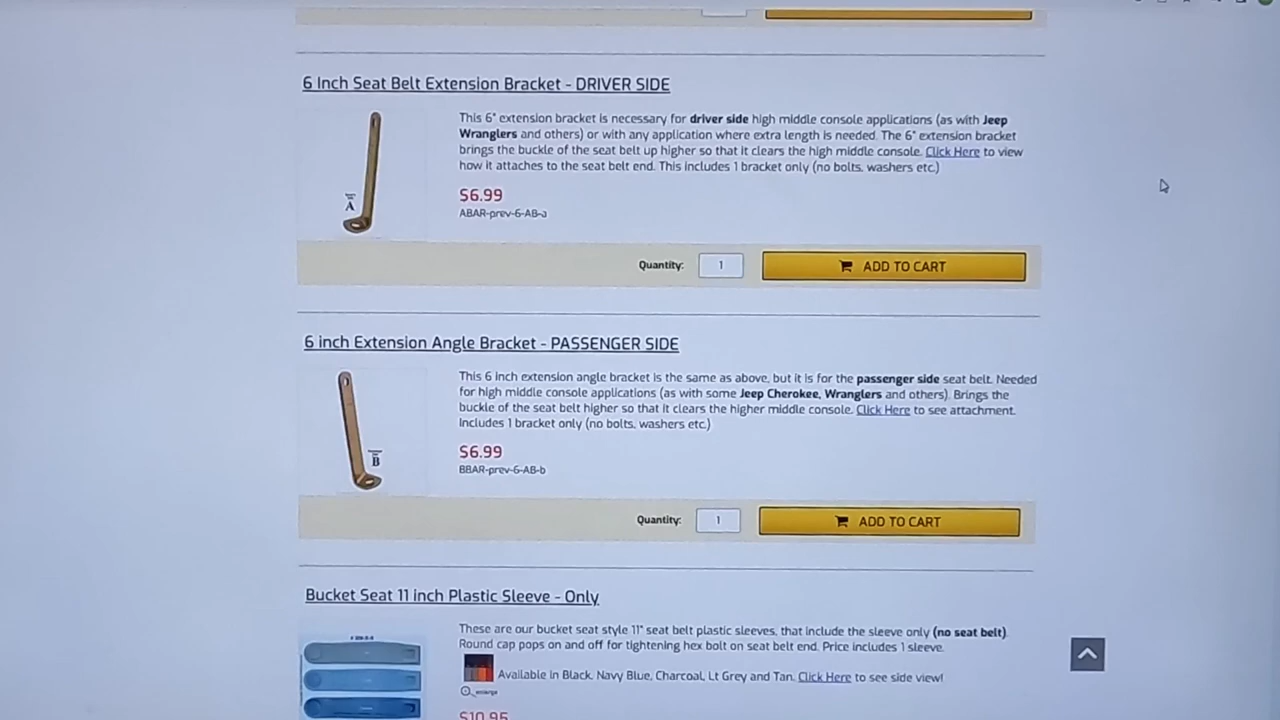 6 Inch Seat Belt Extension Bracket - DRIVER SIDE
This 6" extension bracket is necessary for driver side high middle console applications (as with Jeep
Wranglers and others) or with any application where extra length is needed. The 6" extension bracket
brings the buckle of the seat belt up higher so that it clears the high middle console. Click Here to view
how it attaches to the seat belt end. This includes 1 bracket only (no bolts, washers etc.)
A
$6.99
ABAR-prev-6-AB-a
Quantity: 1 ADD TO CART
6 inch Extension Angle Bracket - PASSENGER SIDE
This 6 inch extension angle bracket is the same as above, but it is for the passenger side seat belt. Needed
for high middle console applications (as with some Jeep Cherokee, Wranglers and others). Brings the
buckle of the seat belt higher so that it clears the higher middle console. Click Here to see attachment.
Includes 1 bracket only (no bolts, washers etc.)
B
$6.99
BBAR-prev-6-AB-b
Quantity: 1 ADD TO CART
Bucket Seat 11 inch Plastic Sleeve - Only
These are our bucket seat style 11" seat belt plastic sleeves, that include the sleeve only (no seat belt).
Round cap pops on and off for tightening hex bolt on seat belt end. Price includes 1 sleeve.
Available in Black, Navy Blue, Charcoal, Lt Grey and Tan. Click Here to see side view!
enlarge
$10.95